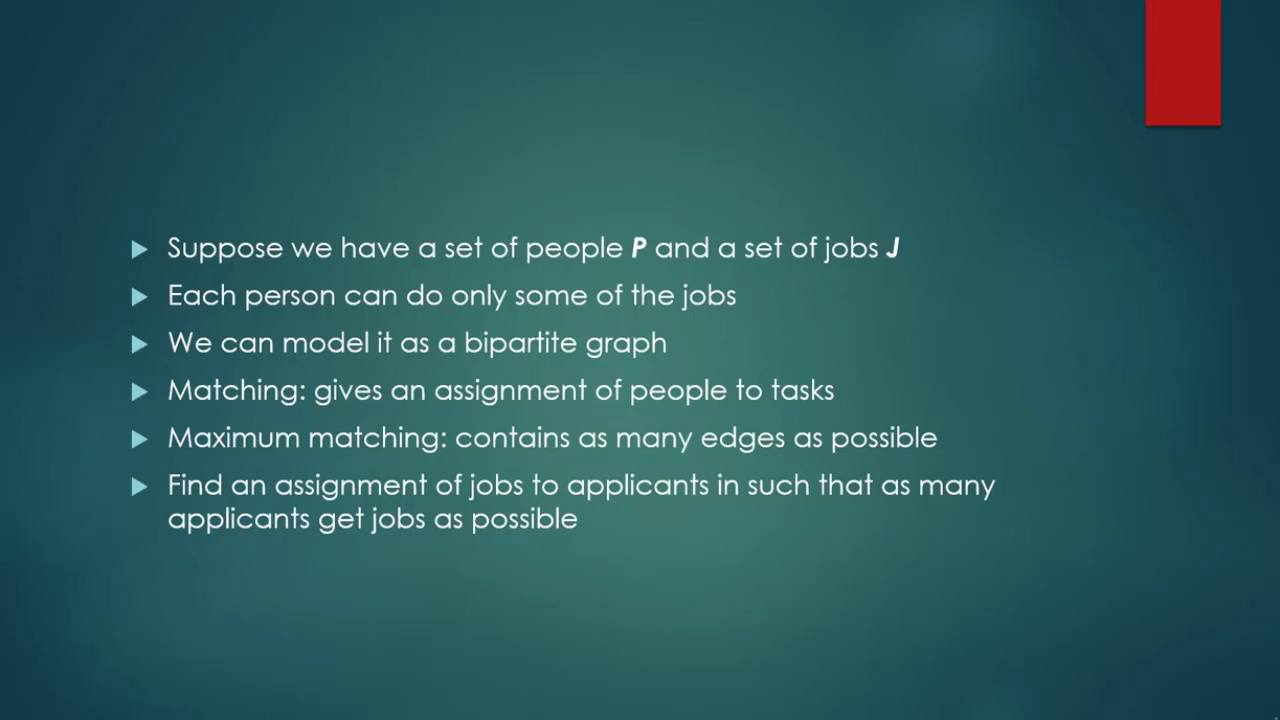 Suppose we have a set of people P and a set of jobs J
Each person can do only some of the jobs
We can model it as a bipartite graph
Matching: gives an assignment of people to tasks
Maximum matching: contains as many edges as possible
Find an assignment of jobs to applicants in such that as many
applicants get jobs as possible